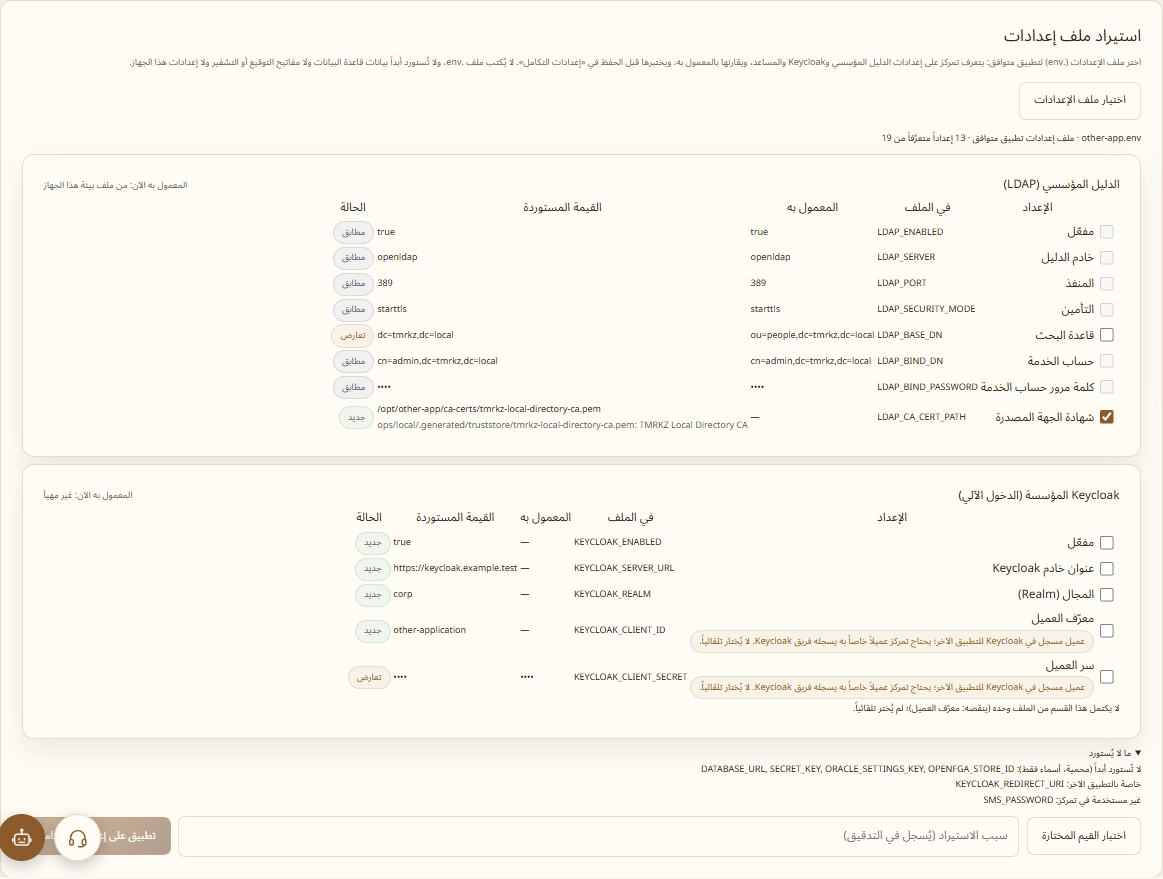 استيراد ملف إعدادات
اختر ملف الإعدادات (.env) لتطبيق متوافق: يتعرف تمركز على إعدادات الدليل المؤسسي وKeycloak والمساعد، ويقارنها بالمعمول به، ويختبرها قبل الحفظ في «إعدادات التكامل». لا يُكتب ملف .env، ولا تُستورد أبداً بيانات قاعدة البيانات ولا مفاتيح التوقيع أو التشفير ولا إعدادات هذا الجهاز.
اختيار ملف الإعدادات
other-app.env · ملف إعدادات تطبيق متوافق · 13 إعداداً متعرَّفاً من 19
الدليل المؤسسي (LDAP)
المعمول به الآن: من ملف بيئة هذا الجهاز
الإعداد في الملف المعمول به القيمة المستوردة الحالة
مفعّل LDAP_ENABLED true true مطابق
خادم الدليل LDAP_SERVER openldap openldap مطابق
المنفذ LDAP_PORT 389 389 مطابق
التأمين LDAP_SECURITY_MODE starttls starttls مطابق
قاعدة البحث LDAP_BASE_DN ou=people,dc=tmrkz,dc=local dc=tmrkz,dc=local تعارض
حساب الخدمة LDAP_BIND_DN cn=admin,dc=tmrkz,dc=local cn=admin,dc=tmrkz,dc=local مطابق
كلمة مرور حساب الخدمة LDAP_BIND_PASSWORD •••• •••• مطابق
شهادة الجهة المصدرة LDAP_CA_CERT_PATH — /opt/other-app/ca-certs/tmrkz-local-directory-ca.pem جديد
ops/local/.generated/truststore/tmrkz-local-directory-ca.pem: TMRKZ Local Directory CA
Keycloak المؤسسة (الدخول الآلي)
المعمول به الآن: غير مهيأ
الإعداد في الملف المعمول به القيمة المستوردة الحالة
مفعّل KEYCLOAK_ENABLED — true جديد
عنوان خادم Keycloak KEYCLOAK_SERVER_URL — https://keycloak.example.test جديد
المجال (Realm) KEYCLOAK_REALM — corp جديد
معرّف العميل KEYCLOAK_CLIENT_ID — other-application جديد
عميل مسجل في Keycloak للتطبيق الآخر؛ يحتاج تمركز عميلاً خاصاً به يسجله فريق Keycloak. لا يُختار تلقائياً.
سر العميل KEYCLOAK_CLIENT_SECRET •••• •••• تعارض
عميل مسجل في Keycloak للتطبيق الآخر؛ يحتاج تمركز عميلاً خاصاً به يسجله فريق Keycloak. لا يُختار تلقائياً.
لا يكتمل هذا القسم من الملف وحده (ينقصه: معرّف العميل)؛ لم يُختر تلقائياً.
▼ ما لا يُستورد
لا تُستورد أبداً (محمية، أسماء فقط): DATABASE_URL, SECRET_KEY, ORACLE_SETTINGS_KEY, OPENFGA_STORE_ID
خاصة بالتطبيق الآخر: KEYCLOAK_REDIRECT_URI
غير مستخدمة في تمركز: SMS_PASSWORD
اختبار القيم المختارة
سبب الاستيراد (يُسجل في التدقيق)
تطبيق على